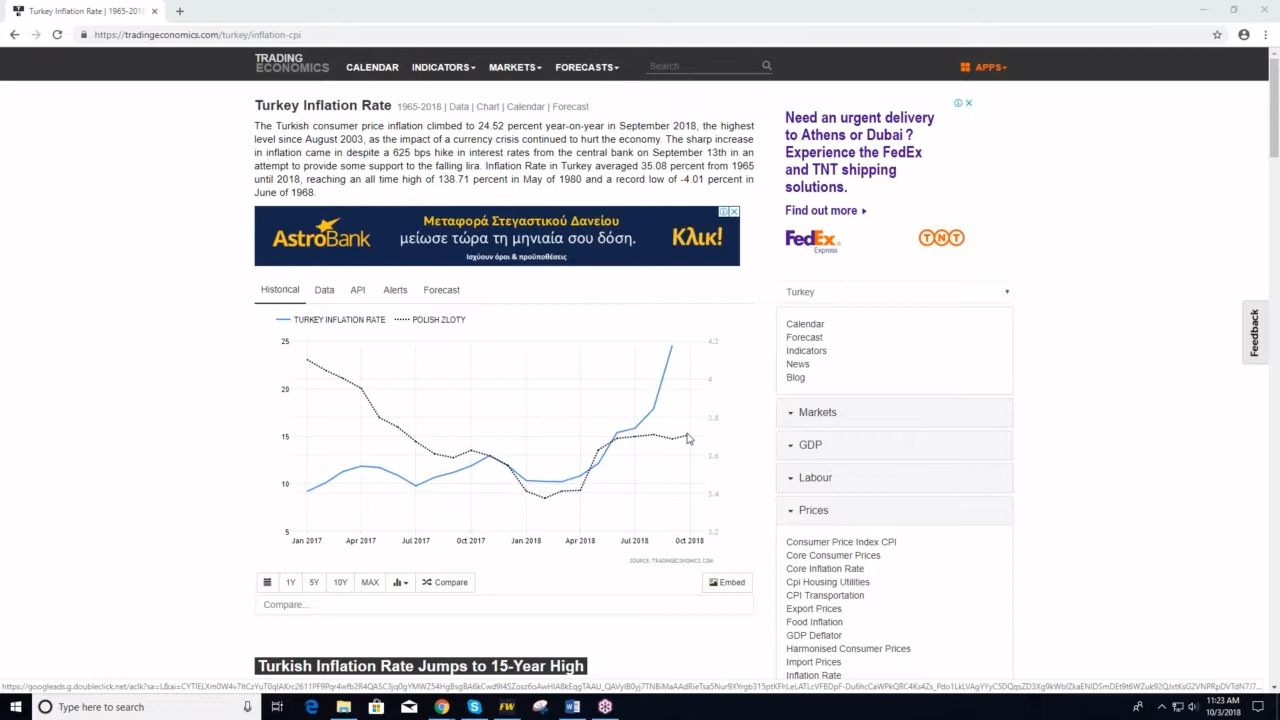 Turkey Inflation Rate | 1965-2018
https://tradingeconomics.com/turkey/inflation-cpi
TRADING
ECONOMICS
CALENDAR INDICATORS MARKETS FORECASTS Search APPS
Turkey Inflation Rate 1965-2018 | Data | Chart | Calendar | Forecast
The Turkish consumer price inflation climbed to 24.52 percent year-on-year in September 2018, the highest
level since August 2003, as the impact of a currency crisis continued to hurt the economy. The sharp increase
in inflation came in despite a 625 bps hike in interest rates from the central bank on September 13th in an
attempt to provide some support to the falling lira. Inflation Rate in Turkey averaged 35.08 percent from 1965
until 2018, reaching an all time high of 138.71 percent in May of 1980 and a record low of -4.01 percent in
June of 1968.
AstroBank
Μεταφορά Στεγαστικού Δανείου
μείωσε τώρα τη μηνιαία σου δόση.
Ισχύουν όροι & προϋποθέσεις
Κλικ!
Need an urgent delivery
to Athens or Dubai?
Experience the FedEx
and TNT shipping
solutions.
Find out more
FedEx
Express
TNT
Historical Data API Alerts Forecast
TURKEY INFLATION RATE POLISH ZLOTY
25
20
15
10
5
4.2
4
3.8
3.6
3.4
3.2
Jan 2017 Apr 2017 Jul 2017 Oct 2017 Jan 2018 Apr 2018 Jul 2018 Oct 2018
SOURCE: TRADINGECONOMICS.COM
1Y 5Y 10Y MAX Compare Embed
Compare...
Turkish Inflation Rate Jumps to 15-Year High
Turkey
Calendar
Forecast
Indicators
News
Blog
Markets
GDP
Labour
Prices
Consumer Price Index CPI
Core Consumer Prices
Core Inflation Rate
Cpi Housing Utilities
CPI Transportation
Export Prices
Food Inflation
GDP Deflator
Harmonised Consumer Prices
Import Prices
Inflation Rate
Feedback
Type here to search
11:23 AM
10/3/2018